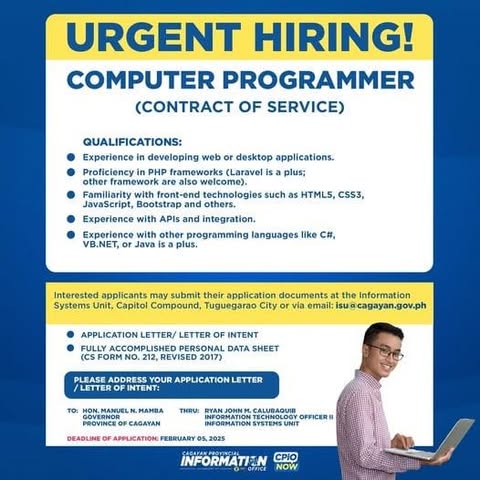 URGENT HIRING!
COMPUTER PROGRAMMER
(CONTRACT OF SERVICE)
QUALIFICATIONS:
Experience in developing web or desktop applications.
Proficiency in PHP frameworks (Laravel is a plus;
other framework are also welcome).
Familiarity with front-end technologies such as HTML5, CSS3,
JavaScript, Bootstrap and others.
Experience with APIs and integration.
Experience with other programming languages like C#,
VB.NET, or Java is a plus.
Interested applicants may submit their application documents at the Information
Systems Unit, Capitol Compound, Tuguegarao City or via email: isu@cagayan.gov.ph
APPLICATION LETTER/ LETTER OF INTENT
FULLY ACCOMPLISHED PERSONAL DATA SHEET
(CS FORM NO. 212, REVISED 2017)
PLEASE ADDRESS YOUR APPLICATION LETTER
/ LETTER OF INTENT:
TO: HON. MANUEL N. MAMBA
GOVERNOR
PROVINCE OF CAGAYAN
THRU: RYAN JOHN M. CALUBAQUIB
INFORMATION TECHNOLOGY OFFICER II
INFORMATION SYSTEMS UNIT
DEADLINE OF APPLICATION: FEBRUARY 05, 2025
CAGAYAN PROVINCIAL
INFORMATION
OFFICE
CPIO
NOW